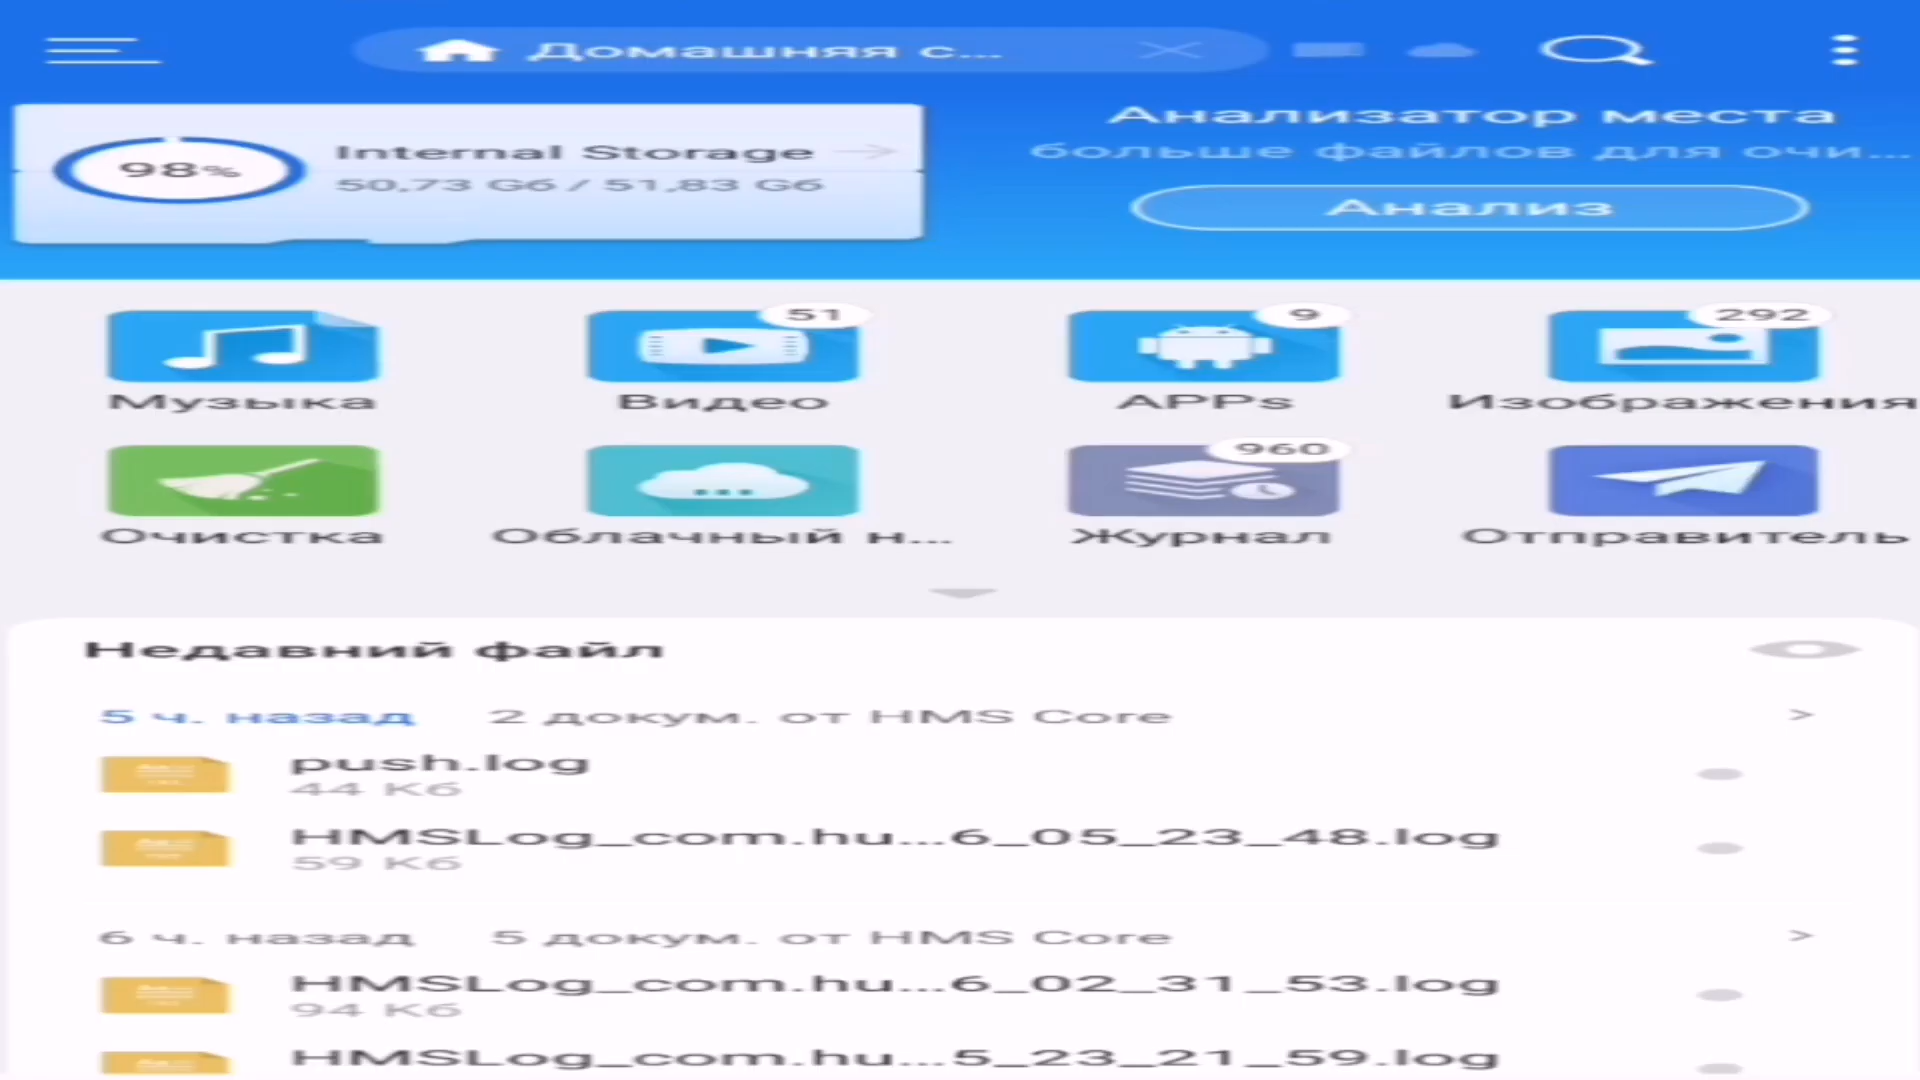 Домашняя с...
98%
Internal Storage
50,73 Gб / 51,83 Gб
Анализатор места
больше файлов для очи...
Анализ
Музыка
51
Видео
9
APPs
292
Изображения
Очистка
Облачный н...
960
Журнал
Отправитель
Недавний файл
5 ч. назад 2 докум. от HMS Core >
push.log
44 Кб
HMSLog_com.hu...6_05_23_48.log
59 Кб
6 ч. назад 5 докум. от HMS Core >
HMSLog_com.hu...6_02_31_53.log
94 Кб
HMSLog_com.hu...5_23_21_59.log